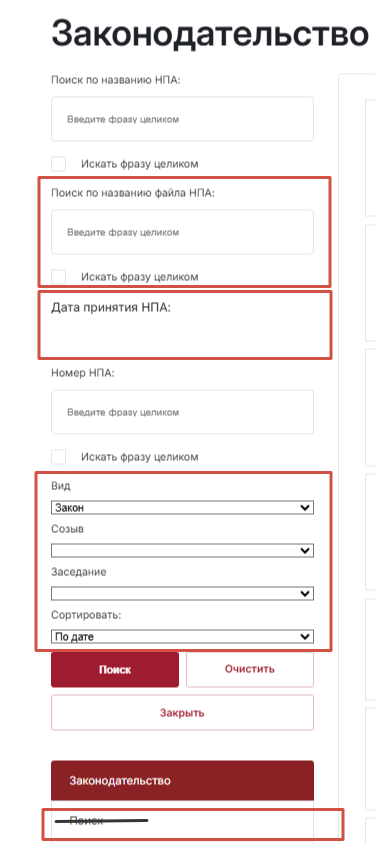 Законодательство
Поиск по названию НПА:
Введите фразу целиком
Искать фразу целиком
Поиск по названию файла НПА:
Введите фразу целиком
Искать фразу целиком
Дата принятия НПА:
Номер НПА:
Введите фразу целиком
Искать фразу целиком
Вид
Закон
Созыв
Заседание
Сортировать:
По дате
Поиск Очистить
Закрыть
Законодательство
Поиск